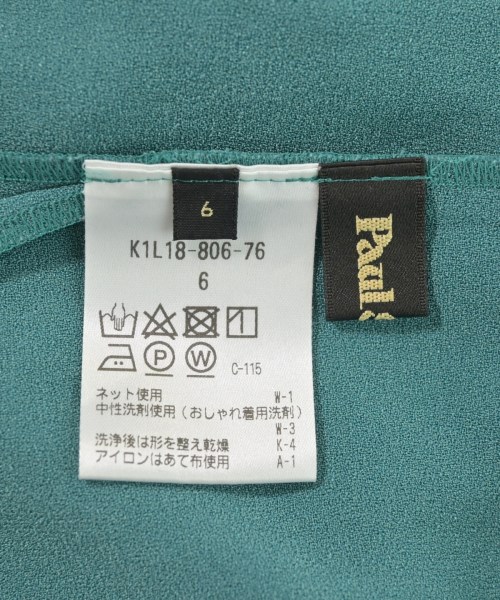 6
Paul
K1L18-806-76
6
P W C-115
ネット使用 W-1
中性洗剤使用(おしゃれ着用洗剤)
W-3
洗浄後は形を整え乾燥 K-4
アイロンはあて布使用 A-1